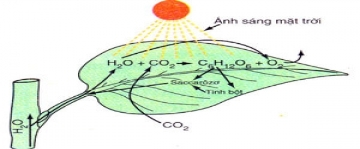 Ánh sáng mặt trời
H₂O + CO₂ → C₆H₁₂O₆ + O₂
Saccarôzơ
Tinh bột
CO₂
H₂O